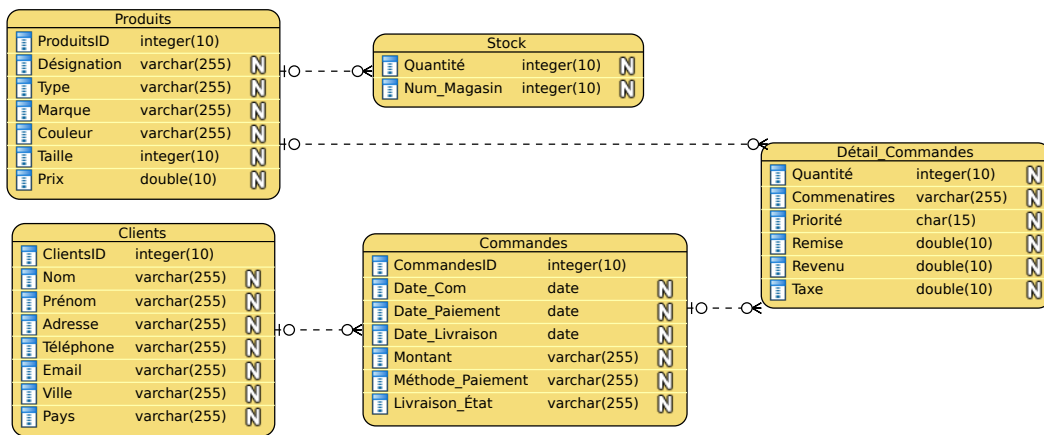 Produits
ProduitsID integer(10)
Désignation varchar(255) N
Type varchar(255) N
Marque varchar(255) N
Couleur varchar(255) N
Taille integer(10) N
Prix double(10) N
Stock
Quantité integer(10) N
Num_Magasin integer(10) N
Détail_Commandes
Quantité integer(10) N
Commenatires varchar(255) N
Priorité char(15) N
Remise double(10) N
Revenu double(10) N
Taxe double(10) N
Clients
ClientsID integer(10)
Nom varchar(255) N
Prénom varchar(255) N
Adresse varchar(255) N
Téléphone varchar(255) N
Email varchar(255) N
Ville varchar(255) N
Pays varchar(255) N
Commandes
CommandesID integer(10)
Date_Com date N
Date_Paiement date N
Date_Livraison date N
Montant varchar(255) N
Méthode_Paiement varchar(255) N
Livraison_État varchar(255) N